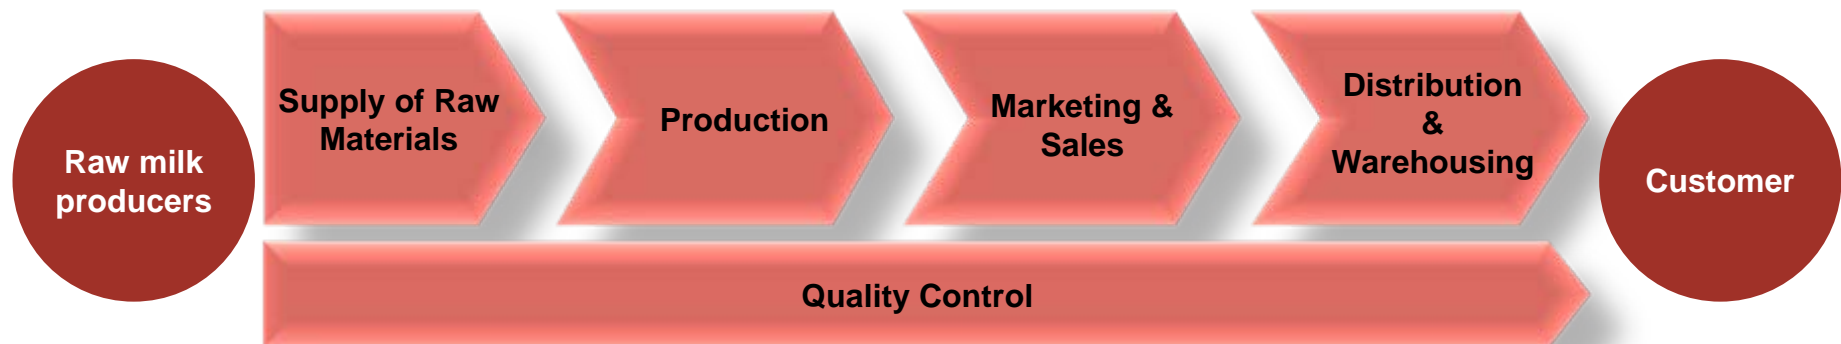 Raw milk
producers
Supply of Raw
Materials
Production
Marketing &
Sales
Distribution
&
Warehousing
Customer
Quality Control